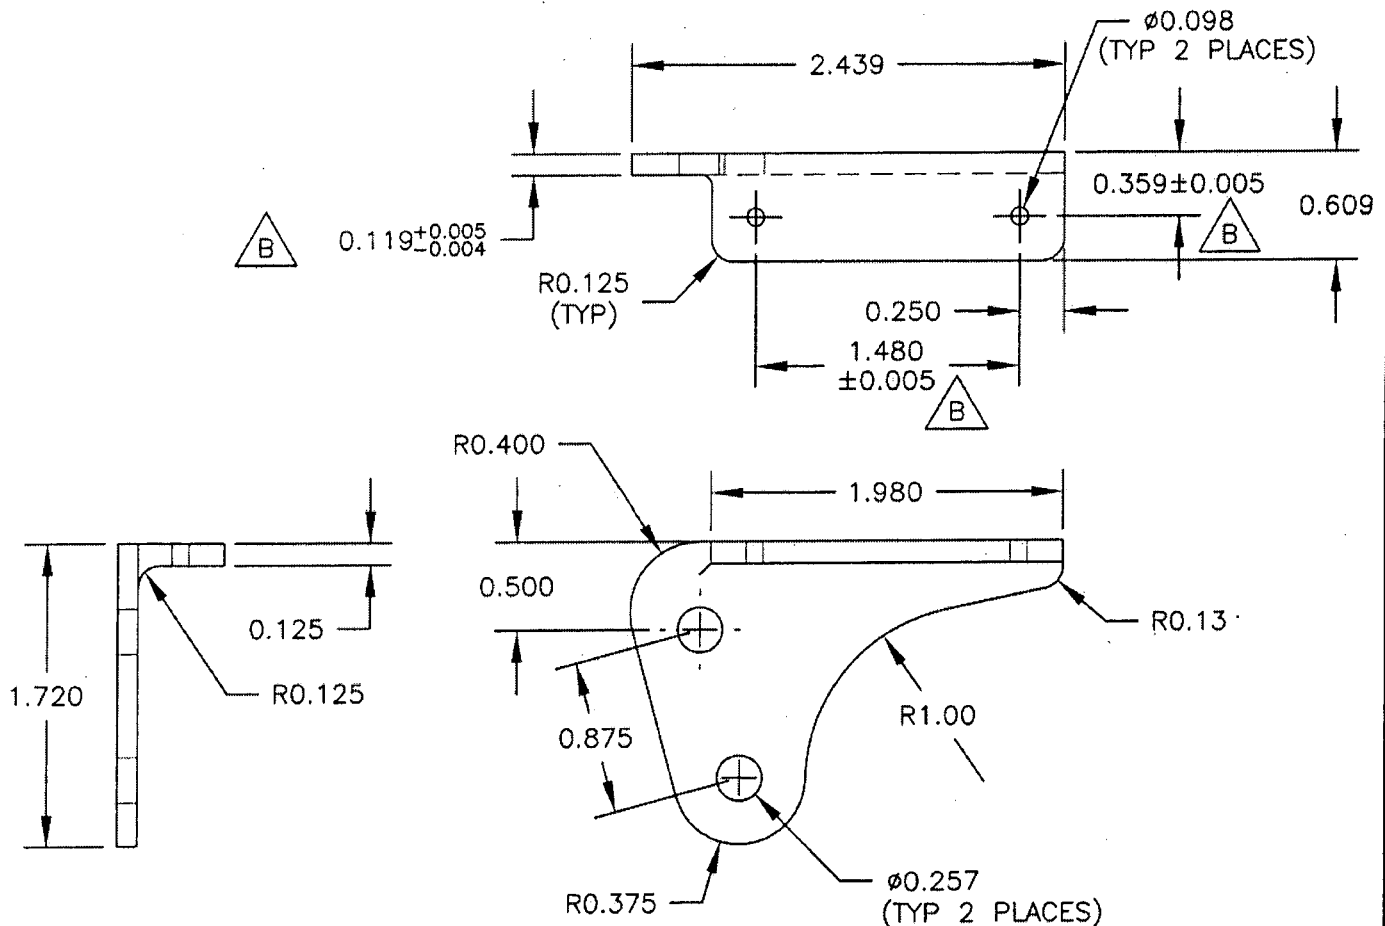 ø0.098
(TYP 2 PLACES)
2.439
0.359±0.005
0.609
B
0.119+0.005
-0.004
B
R0.125
(TYP)
0.250
1.480
±0.005
B
R0.400
1.980
0.500
0.125
R0.13
1.720
R0.125
R1.00
0.875
ø0.257
(TYP 2 PLACES)
R0.375